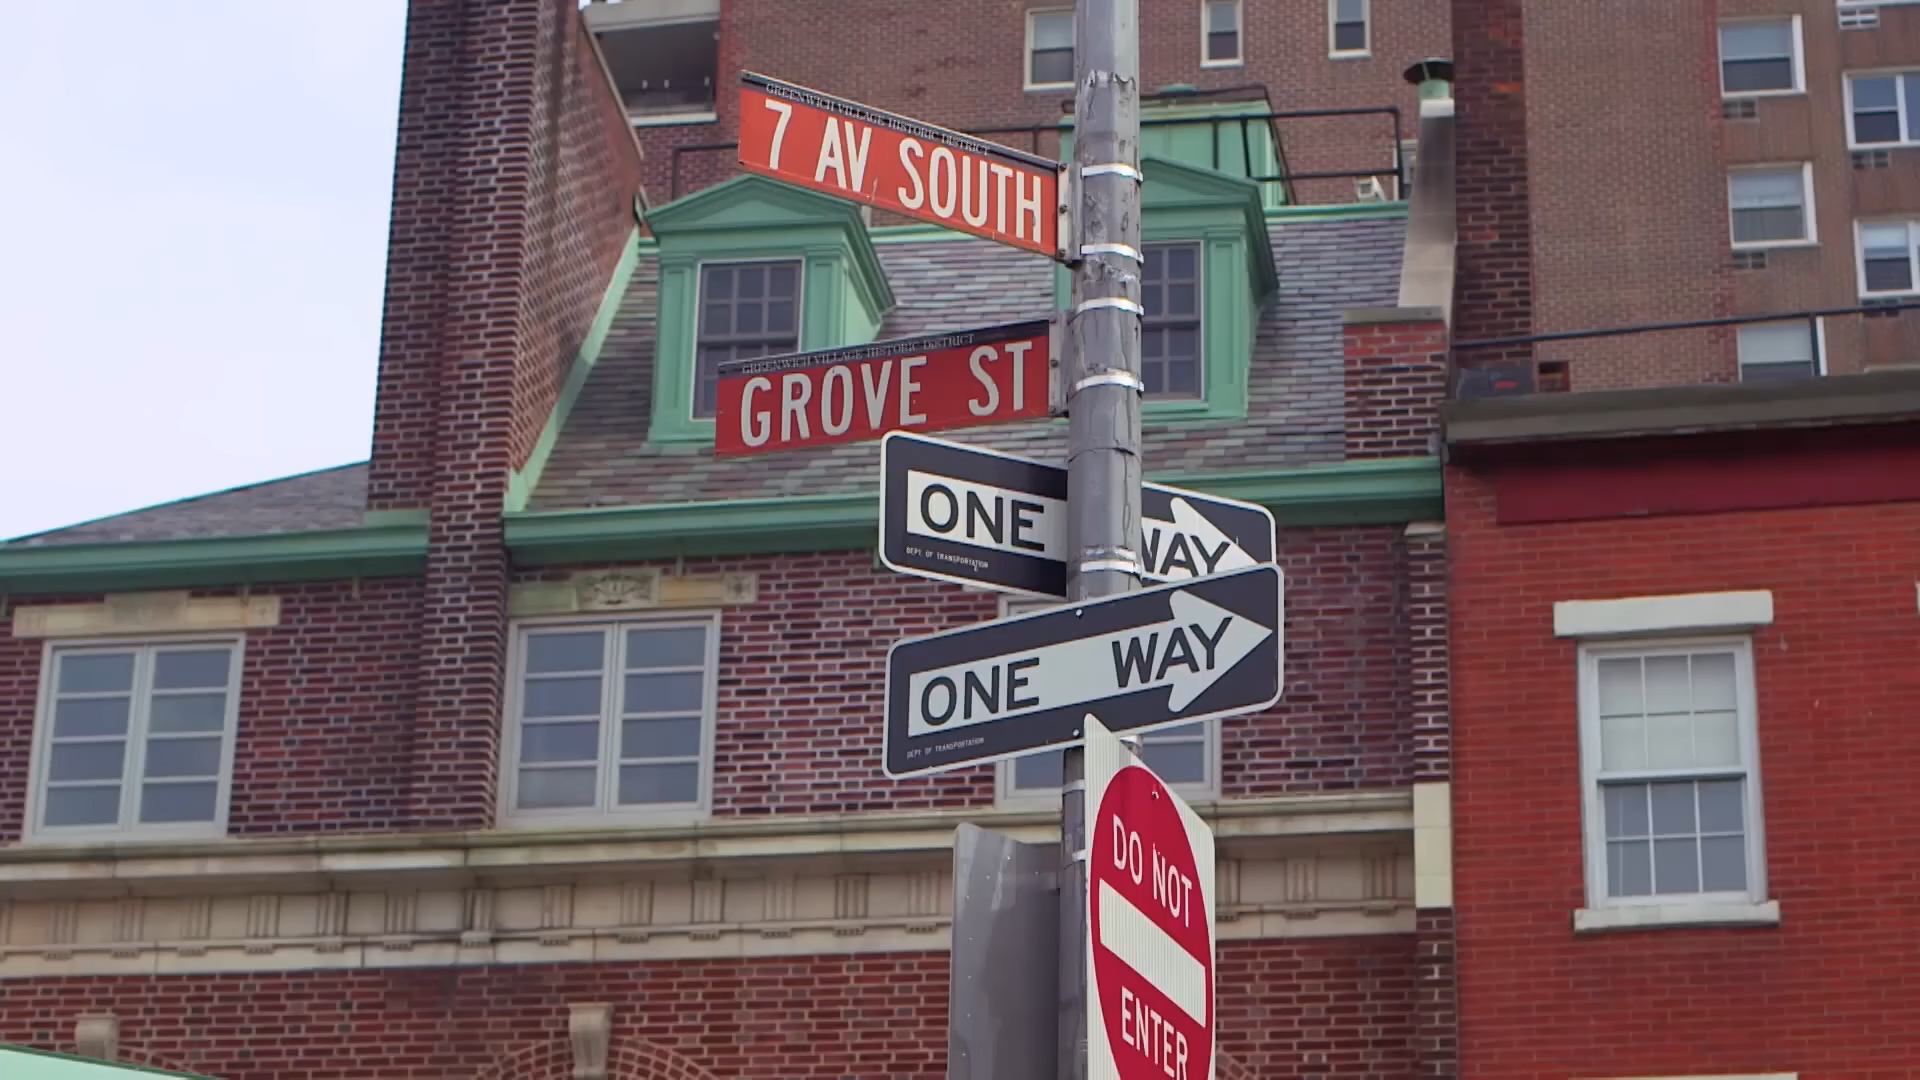 GREENWICH VILLAGE HISTORIC DISTRICT
7 AV SOUTH
GREENWICH VILLAGE HISTORIC DISTRICT
GROVE ST
ONE WAY
DEPT OF TRANSPORTATION
ONE WAY
DEPT OF TRANSPORTATION
DO NOT
ENTER